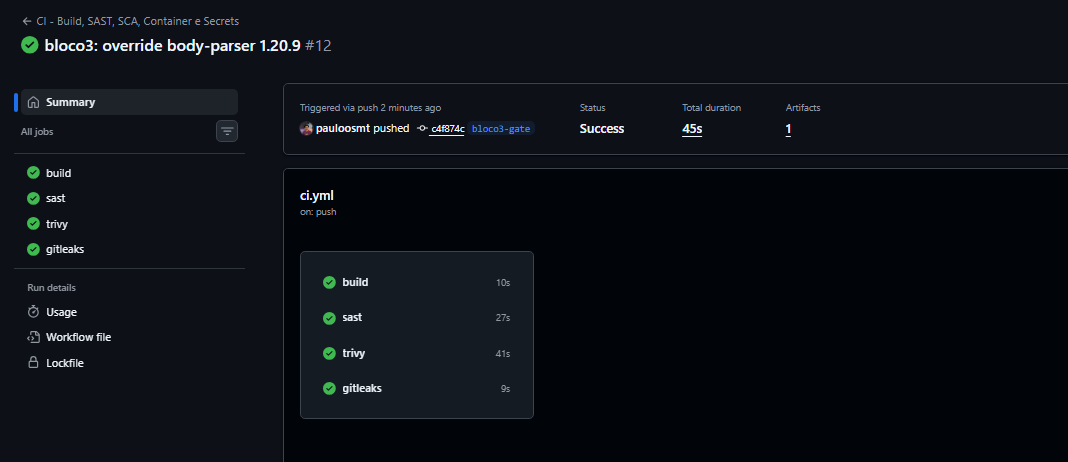 ← CI - Build, SAST, SCA, Container e Secrets
bloco3: override body-parser 1.20.9 #12
Summary
All jobs
build
sast
trivy
gitleaks
Run details
Usage
Workflow file
Lockfile
Triggered via push 2 minutes ago
pauloosmt pushed c4f874c bloco3-gate
Status
Success
Total duration
45s
Artifacts
1
ci.yml
on: push
build 10s
sast 27s
trivy 41s
gitleaks 9s